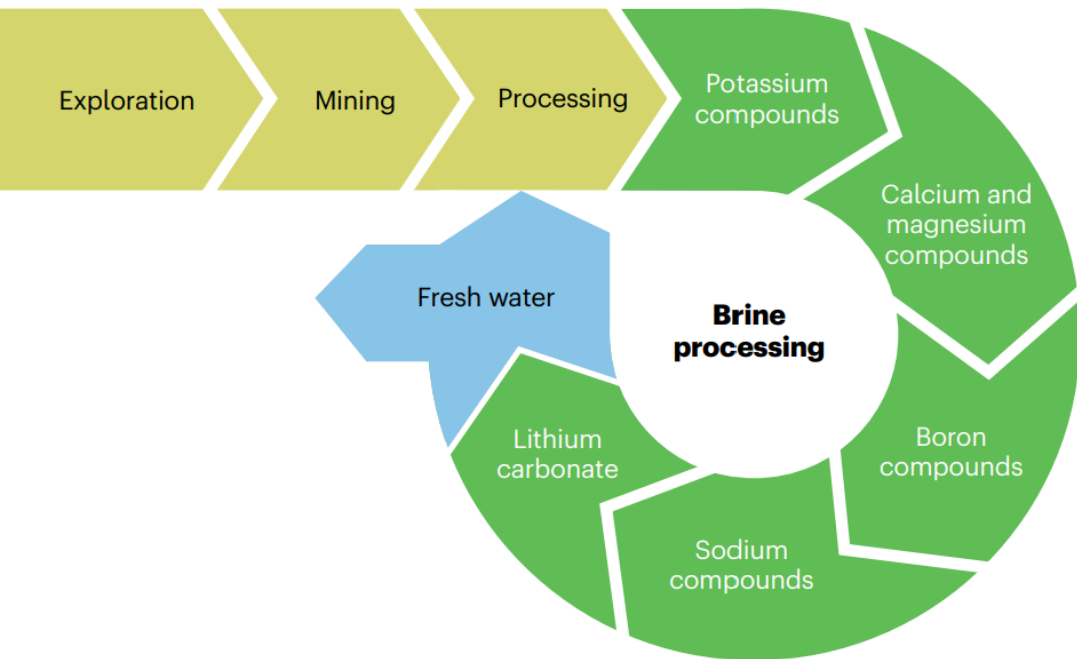 Exploration
Mining
Processing
Potassium
compounds
Calcium and
magnesium
compounds
Boron
compounds
Sodium
compounds
Lithium
carbonate
Fresh water
Brine
processing